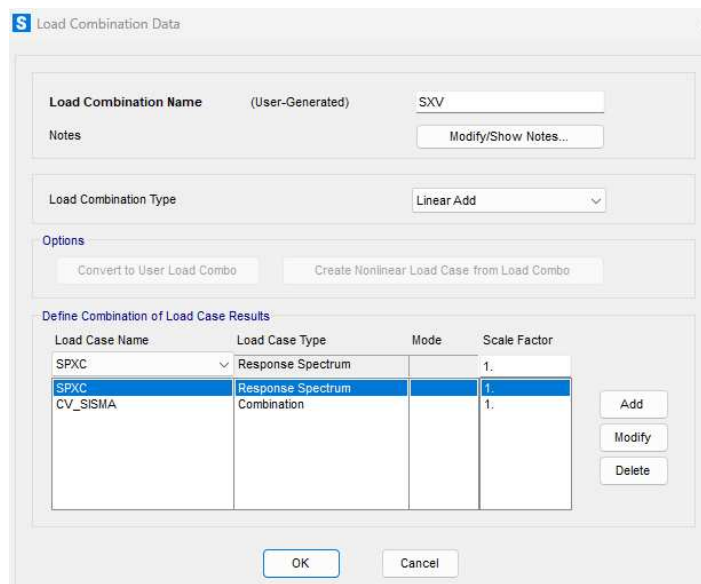 S Load Combination Data
Load Combination Name (User-Generated) SXV
Notes Modify/Show Notes...
Load Combination Type Linear Add
Options
Convert to User Load Combo Create Nonlinear Load Case from Load Combo
Define Combination of Load Case Results
Load Case Name Load Case Type Mode Scale Factor
SPXC Response Spectrum 1.
SPXC Response Spectrum 1.
CV_SISMA Combination 1.
Add
Modify
Delete
OK Cancel